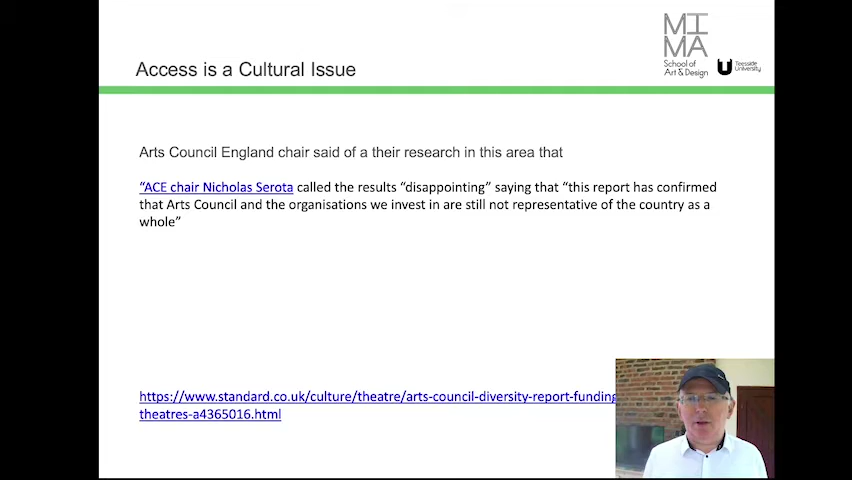 MI
MA
School of
Art & Design
Teesside
University
Access is a Cultural Issue
Arts Council England chair said of a their research in this area that
“ACE chair Nicholas Serota called the results “disappointing” saying that “this report has confirmed
that Arts Council and the organisations we invest in are still not representative of the country as a
whole”
https://www.standard.co.uk/culture/theatre/arts-council-diversity-report-funding
theatres-a4365016.html